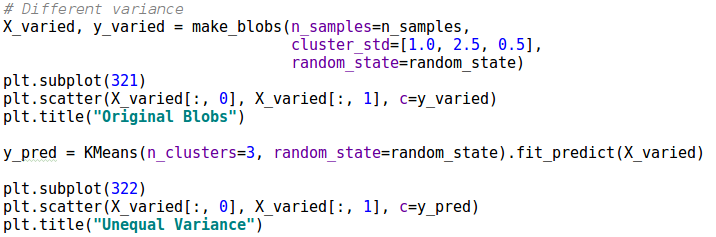 # Different variance
X_varied, y_varied = make_blobs(n_samples=n_samples,
                                cluster_std=[1.0, 2.5, 0.5],
                                random_state=random_state)
plt.subplot(321)
plt.scatter(X_varied[:, 0], X_varied[:, 1], c=y_varied)
plt.title("Original Blobs")

y_pred = KMeans(n_clusters=3, random_state=random_state).fit_predict(X_varied)

plt.subplot(322)
plt.scatter(X_varied[:, 0], X_varied[:, 1], c=y_pred)
plt.title("Unequal Variance")